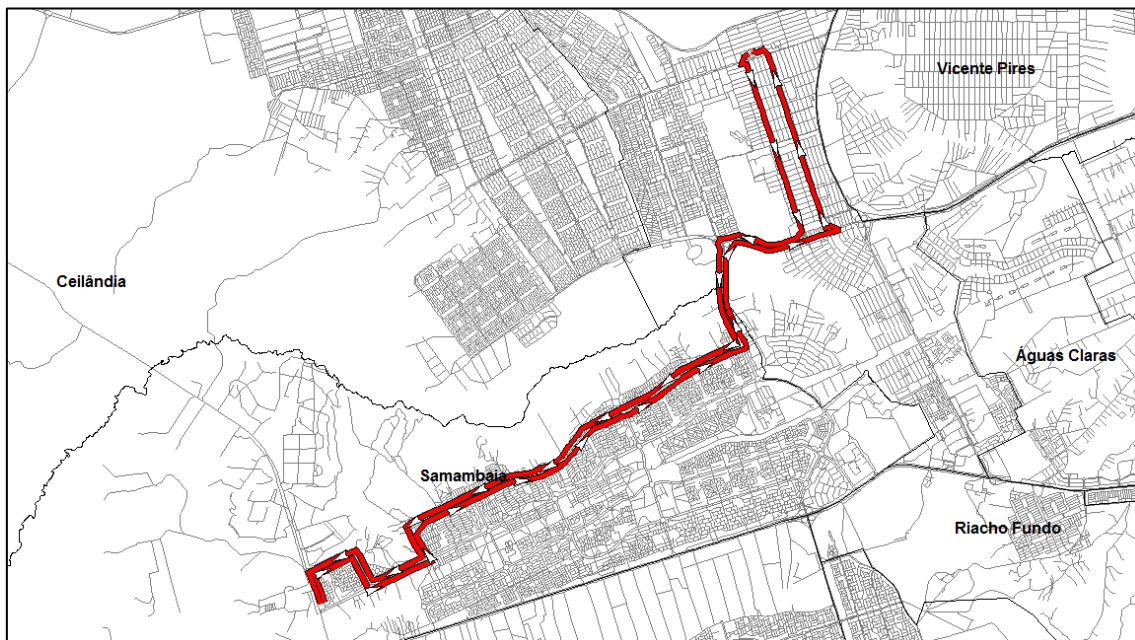 Vicente Pires
Ceilândia
Águas Claras
Samambaia
Riacho Fundo